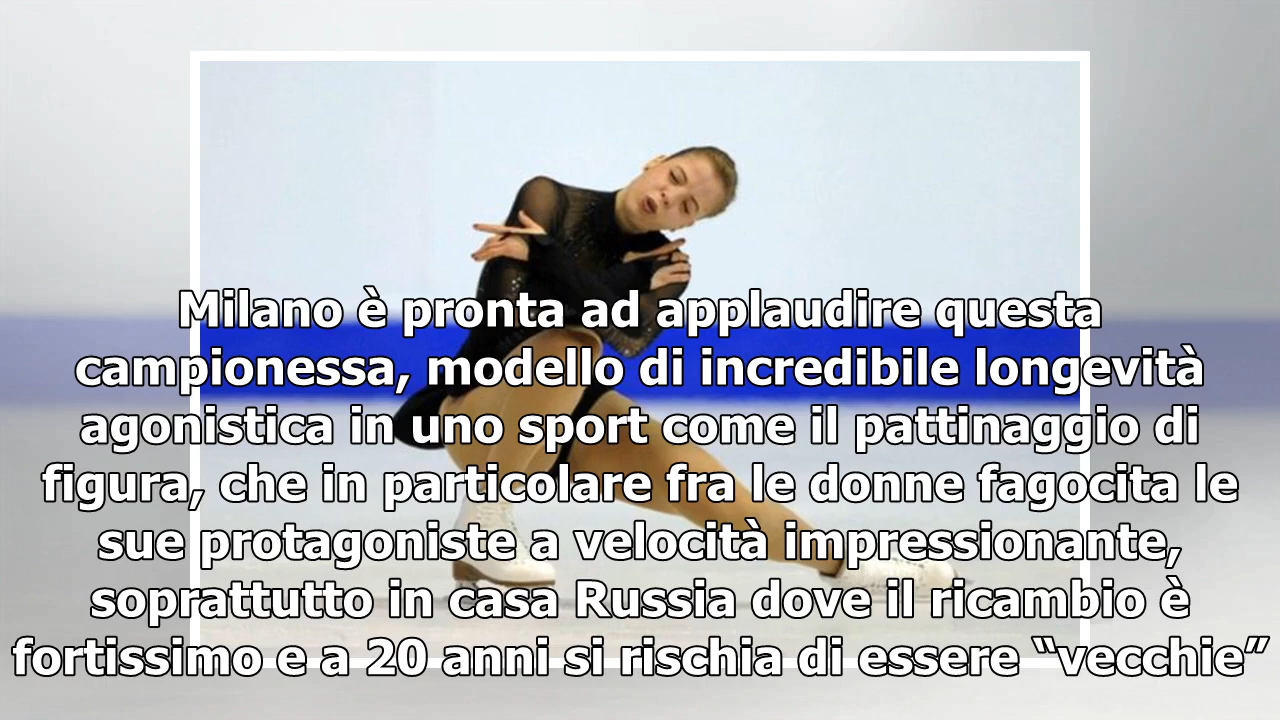 Milano è pronta ad applaudire questa
campionessa, modello di incredibile longevità
agonistica in uno sport come il pattinaggio di
figura, che in particolare fra le donne fagocita le
sue protagoniste a velocità impressionante,
soprattutto in casa Russia dove il ricambio è
fortissimo e a 20 anni si rischia di essere “vecchie”